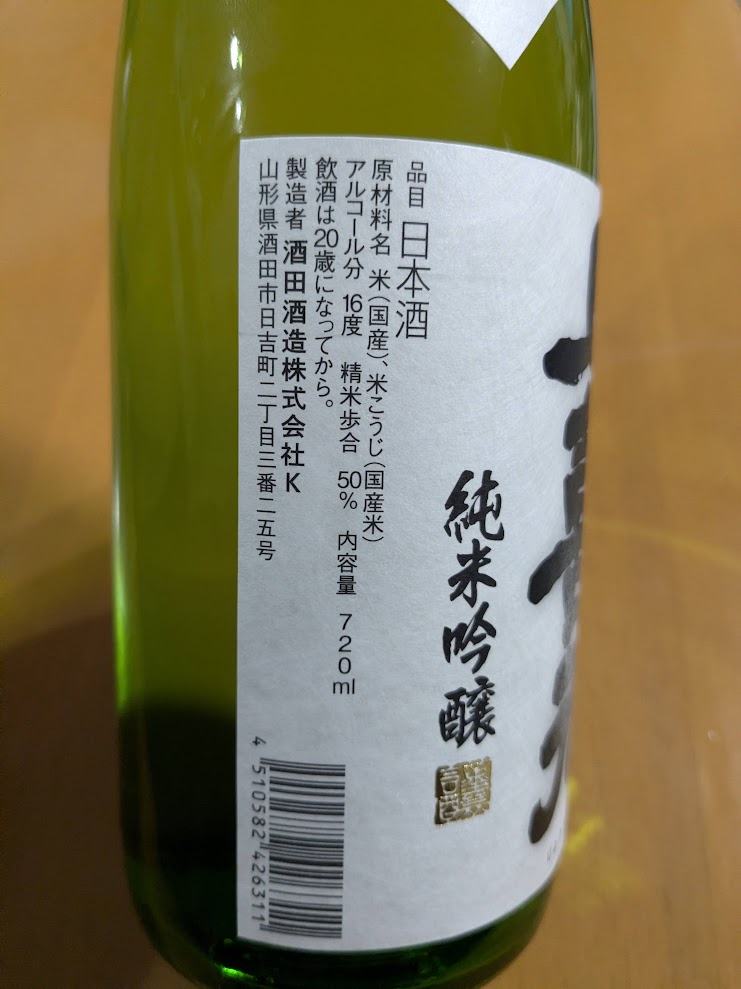 品目 日本酒
原材料名 米(国産)、米こうじ(国産米)
アルコール分 16度 精米歩合 50% 内容量 720ml
飲酒は20歳になってから。
製造者 酒田酒造株式会社K
山形県酒田市日吉町二丁目三番二五号
純米吟醸
4 510582 426311